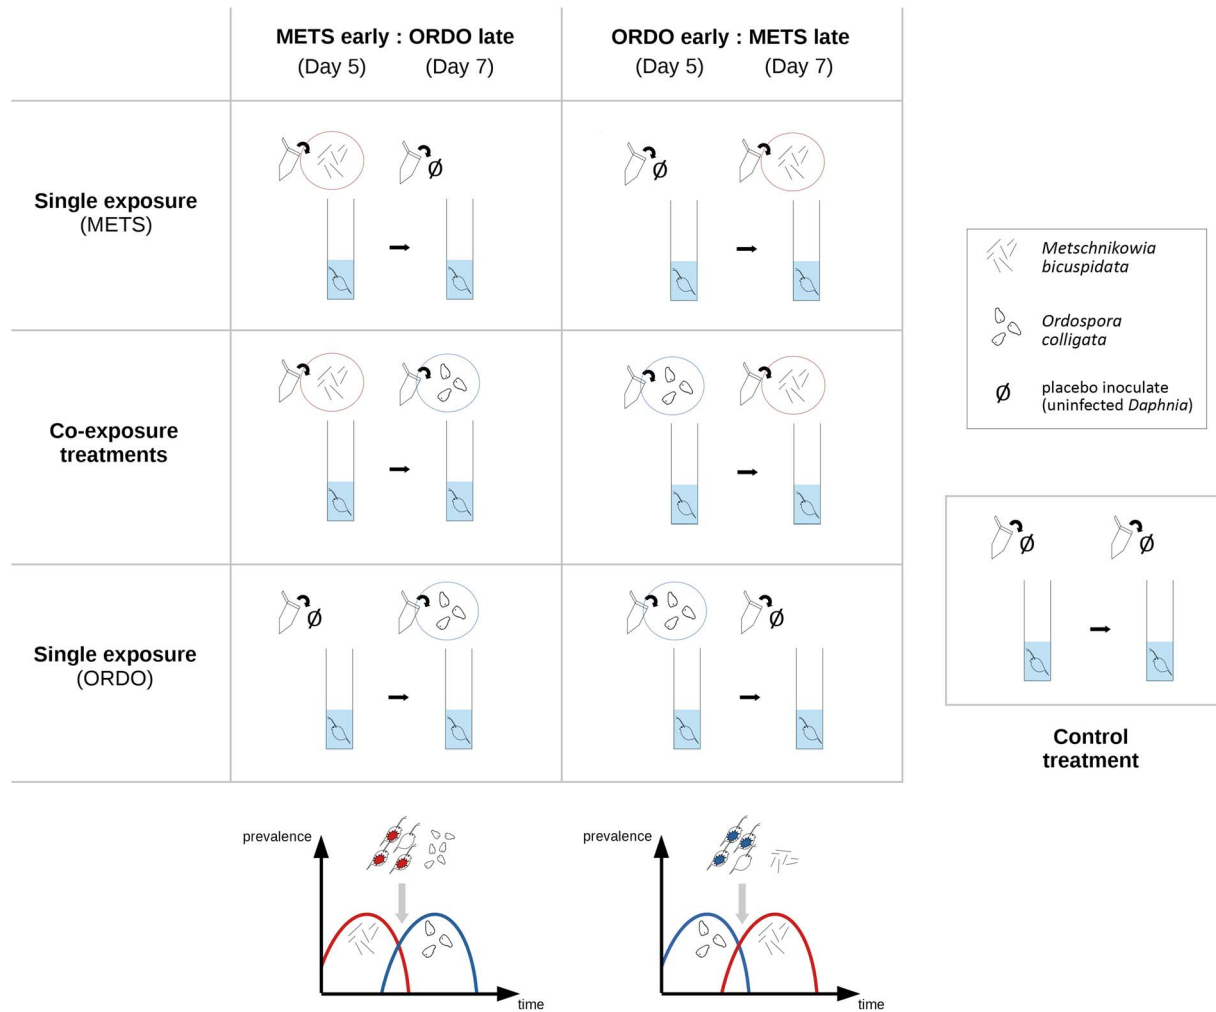 METS early : ORDO late
(Day 5) (Day 7)
ORDO early : METS late
(Day 5) (Day 7)
Single exposure
(METS)
Ø
Ø
Co-exposure
treatments
Single exposure
(ORDO)
Ø
Ø
Metschnikowia
bicuspidata
Ordospora
colligata
Ø placebo inoculate
(uninfected Daphnia)
Ø Ø
Control
treatment
prevalence
time
prevalence
time